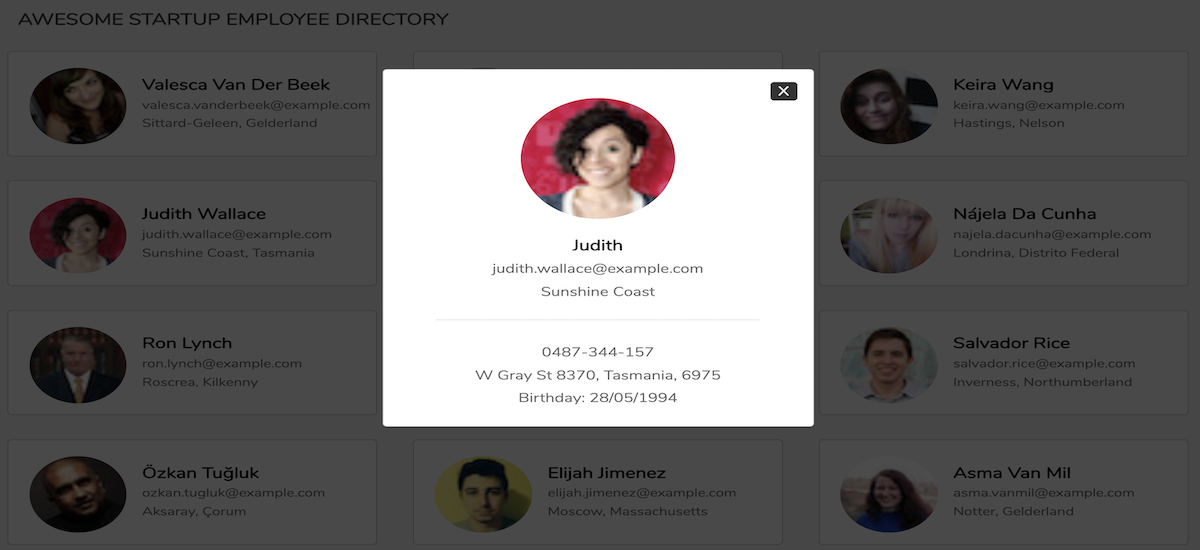 AWESOME STARTUP EMPLOYEE DIRECTORY
Valesca Van Der Beek
valesca.vanderbeek@example.com
Sittard-Geleen, Gelderland
Keira Wang
keira.wang@example.com
Hastings, Nelson
Judith Wallace
judith.wallace@example.com
Sunshine Coast, Tasmania
Judith
judith.wallace@example.com
Sunshine Coast
0487-344-157
W Gray St 8370, Tasmania, 6975
Birthday: 28/05/1994
Nájela Da Cunha
najela.dacunha@example.com
Londrina, Distrito Federal
Ron Lynch
ron.lynch@example.com
Roscrea, Kilkenny
Salvador Rice
salvador.rice@example.com
Inverness, Northumberland
Özkan Tuğluk
ozkan.tugluk@example.com
Aksaray, Çorum
Elijah Jimenez
elijah.jimenez@example.com
Moscow, Massachusetts
Asma Van Mil
asma.vanmil@example.com
Notter, Gelderland